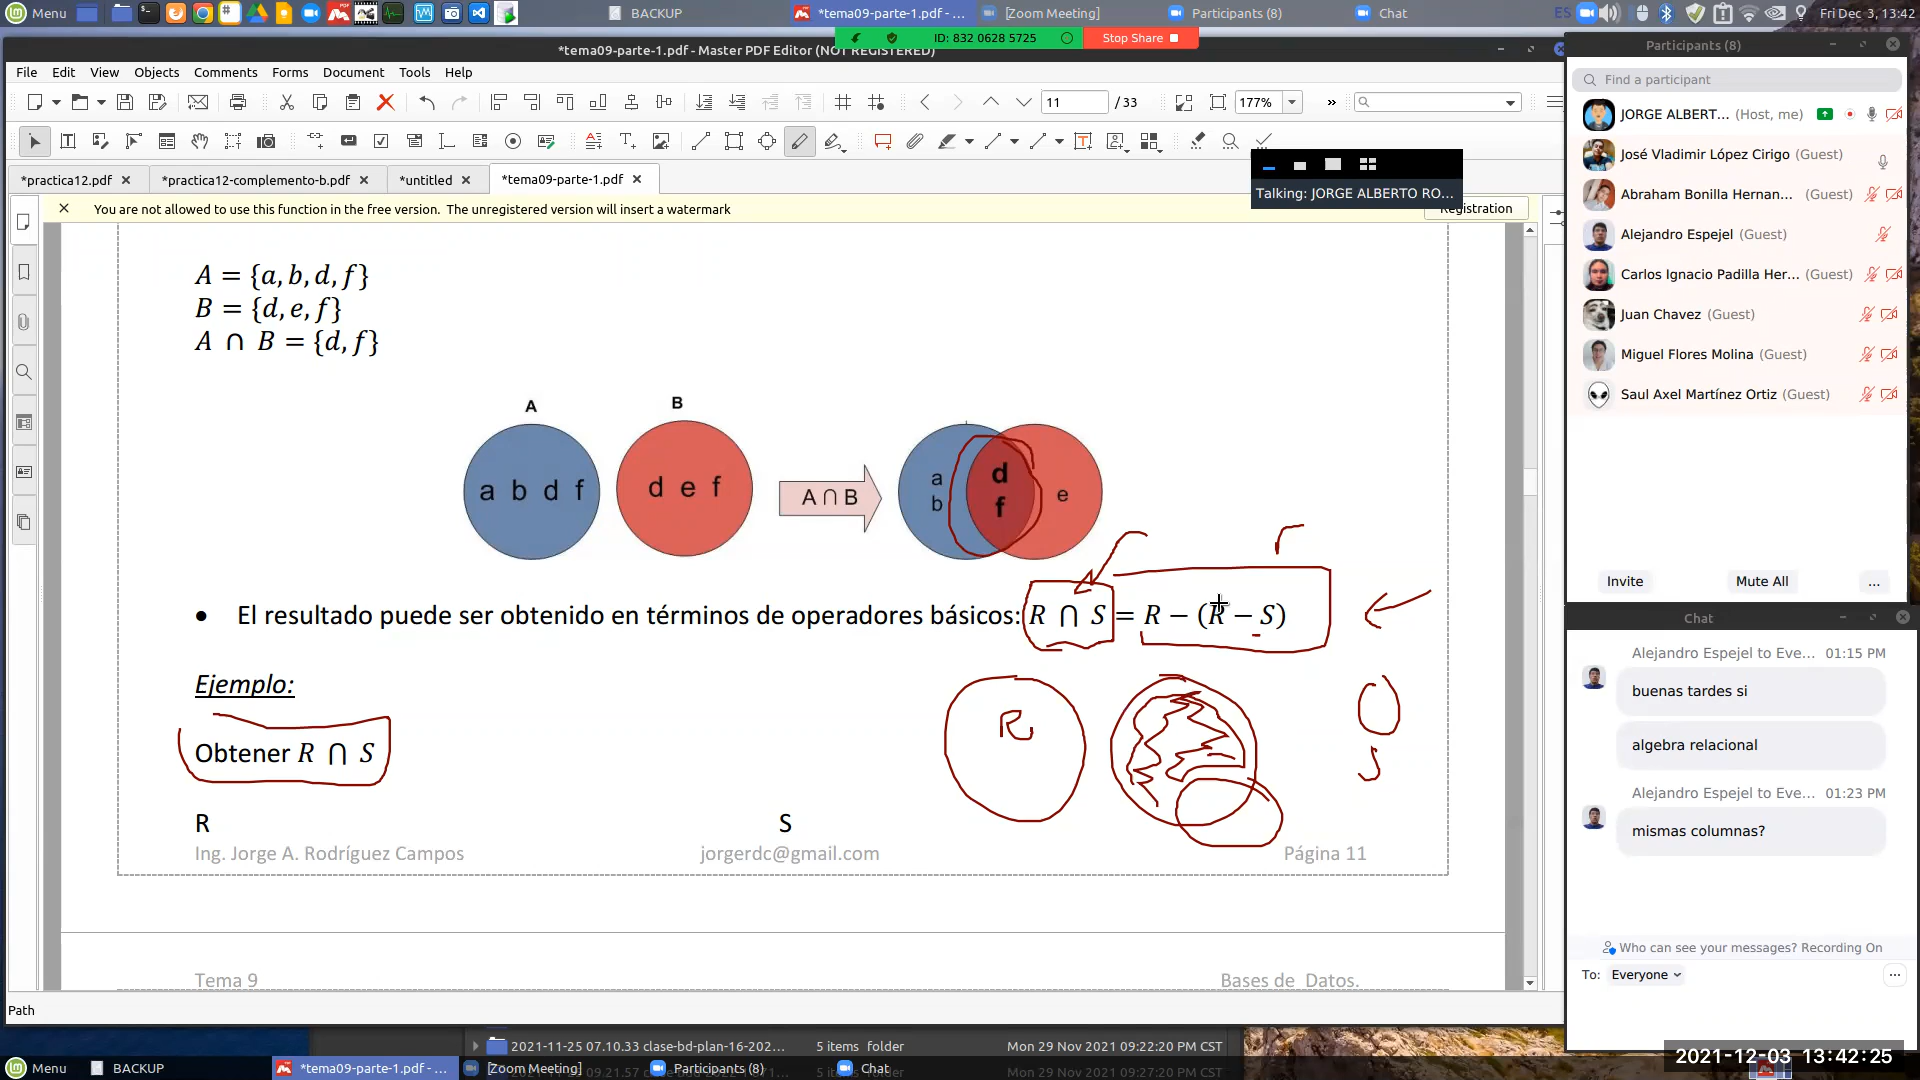 Menu
BACKUP
*tema09-parte-1.pdf - ...
[Zoom Meeting]
Participants (8)
Chat
ES
Fri Dec 3, 13:42
ID: 832 0628 5725
Stop Share
*tema09-parte-1.pdf - Master PDF Editor (NOT REGISTERED)
File Edit View Objects Comments Forms Document Tools Help
11 / 33
177%
*practica12.pdf
*practica12-complemento-b.pdf
*untitled
*tema09-parte-1.pdf
Talking: JORGE ALBERTO RO...
You are not allowed to use this function in the free version. The unregistered version will insert a watermark
Registration
A = {a, b, d, f}
B = {d, e, f}
A ∩ B = {d, f}
A
B
a b d f
d e f
A ∩ B
a
b
d
f
e
• El resultado puede ser obtenido en términos de operadores básicos: R ∩ S = R − (R − S)
Ejemplo:
Obtener R ∩ S
R
S
R
S
Ing. Jorge A. Rodríguez Campos
jorgerdc@gmail.com
Página 11
Tema 9
Bases de Datos.
Path
Participants (8)
Find a participant
JORGE ALBERT... (Host, me)
José Vladimir López Cirigo (Guest)
Abraham Bonilla Hernan... (Guest)
Alejandro Espejel (Guest)
Carlos Ignacio Padilla Her... (Guest)
Juan Chavez (Guest)
Miguel Flores Molina (Guest)
Saul Axel Martínez Ortiz (Guest)
Invite
Mute All
...
Chat
Alejandro Espejel to Eve... 01:15 PM
buenas tardes si
algebra relacional
Alejandro Espejel to Eve... 01:23 PM
mismas columnas?
Who can see your messages? Recording On
To: Everyone
...
2021-11-25 07.10.33 clase-bd-plan-16-202... 5 items folder Mon 29 Nov 2021 09:22:20 PM CST
Menu
BACKUP
*tema09-parte-1.pdf - ...
[Zoom Meeting]
Participants (8)
Chat
2021-12-03 13:42:25